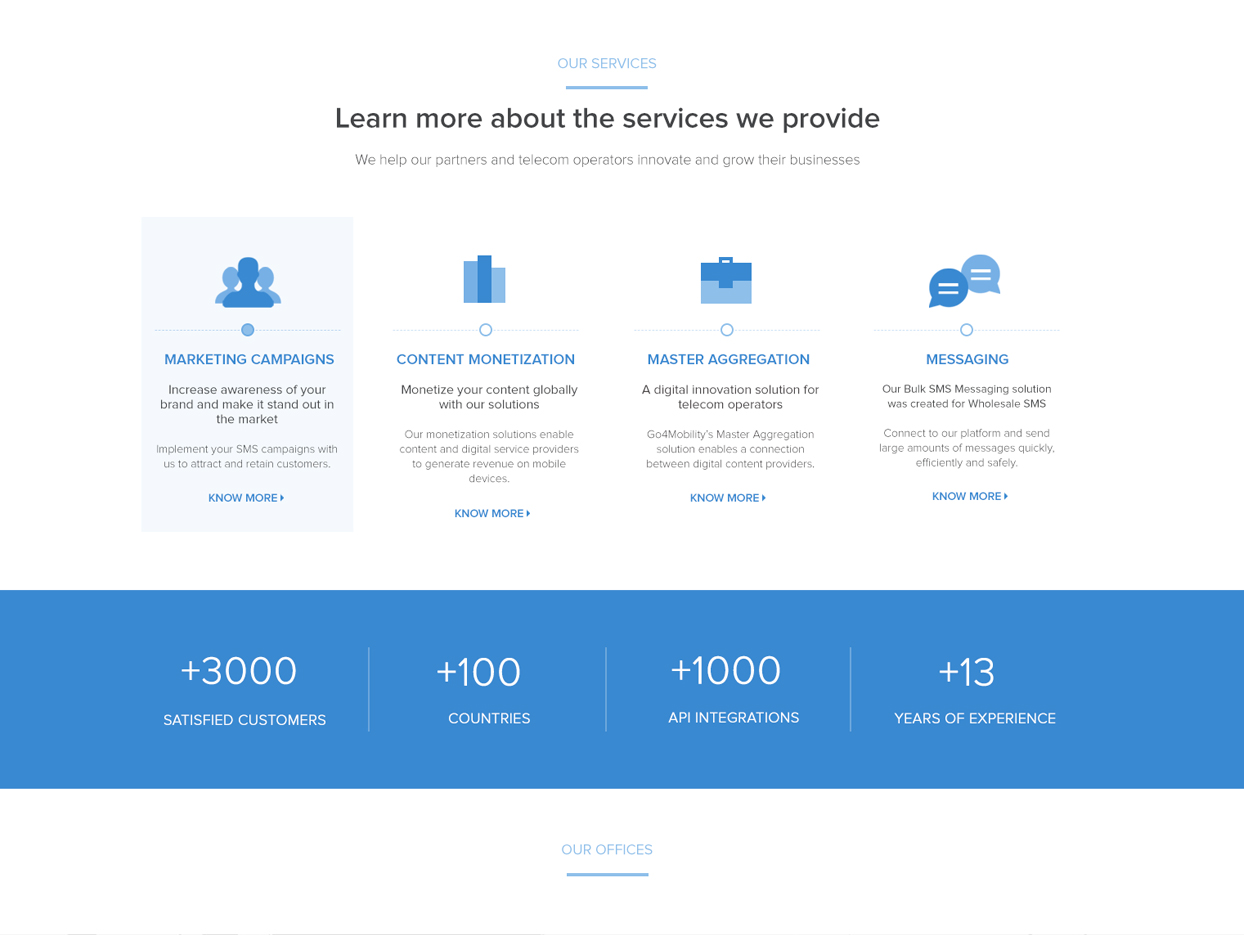 OUR SERVICES
Learn more about the services we provide
We help our partners and telecom operators innovate and grow their businesses
MARKETING CAMPAIGNS
Increase awareness of your
brand and make it stand out in
the market
Implement your SMS campaigns with
us to attract and retain customers.
KNOW MORE
CONTENT MONETIZATION
Monetize your content globally
with our solutions
Our monetization solutions enable
content and digital service providers
to generate revenue on mobile
devices.
KNOW MORE
MASTER AGGREGATION
A digital innovation solution for
telecom operators
Go4Mobility's Master Aggregation
solution enables a connection
between digital content providers.
KNOW MORE
MESSAGING
Our Bulk SMS Messaging solution
was created for Wholesale SMS
Connect to our platform and send
large amounts of messages quickly,
efficiently and safely.
KNOW MORE
+3000
SATISFIED CUSTOMERS
+100
COUNTRIES
+1000
API INTEGRATIONS
+13
YEARS OF EXPERIENCE
OUR OFFICES